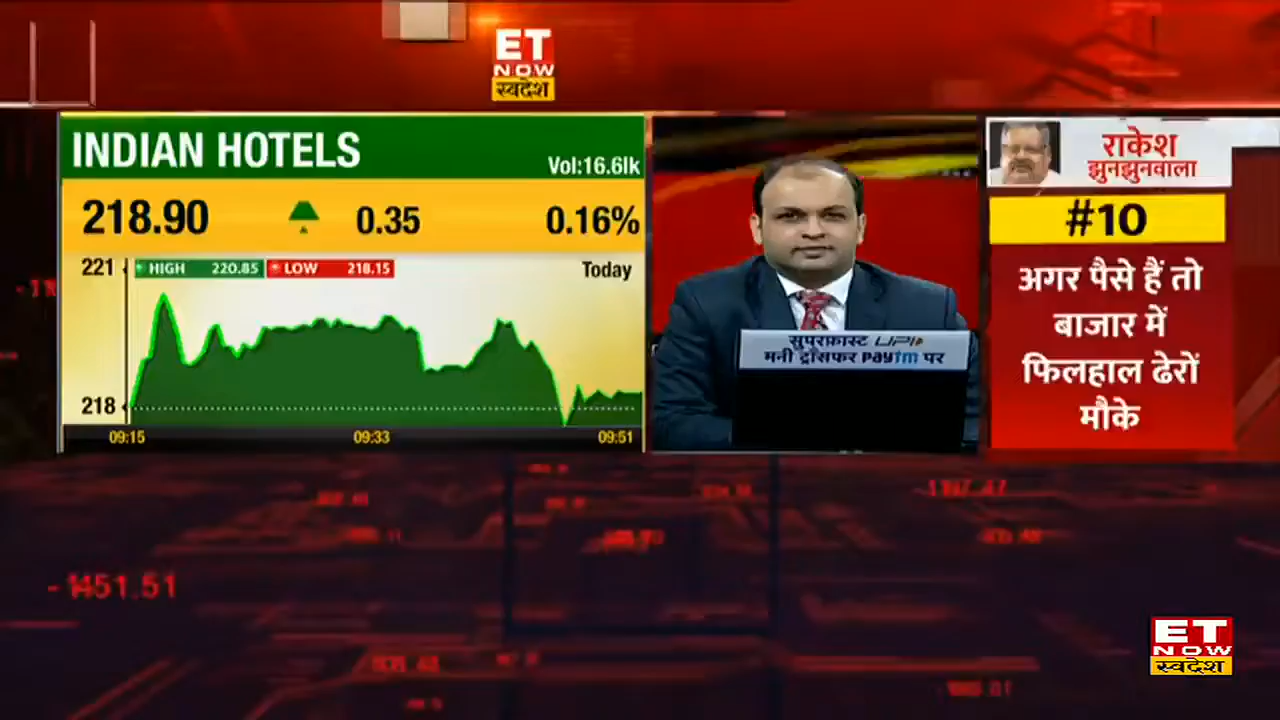 ET
NOW
स्वदेश
INDIAN HOTELS
Vol:16.6lk
218.90 0.35 0.16%
221
HIGH 220.85 LOW 218.15
Today
218
09:15 09:33 09:51
सुपरफ़ास्ट UPI
मनी ट्रांसफर Paytm पर
राकेश
झुनझुनवाला
#10
अगर पैसे हैं तो
बाजार में
फिलहाल ढेरों
मौके
-1451.51
ET
NOW
स्वदेश